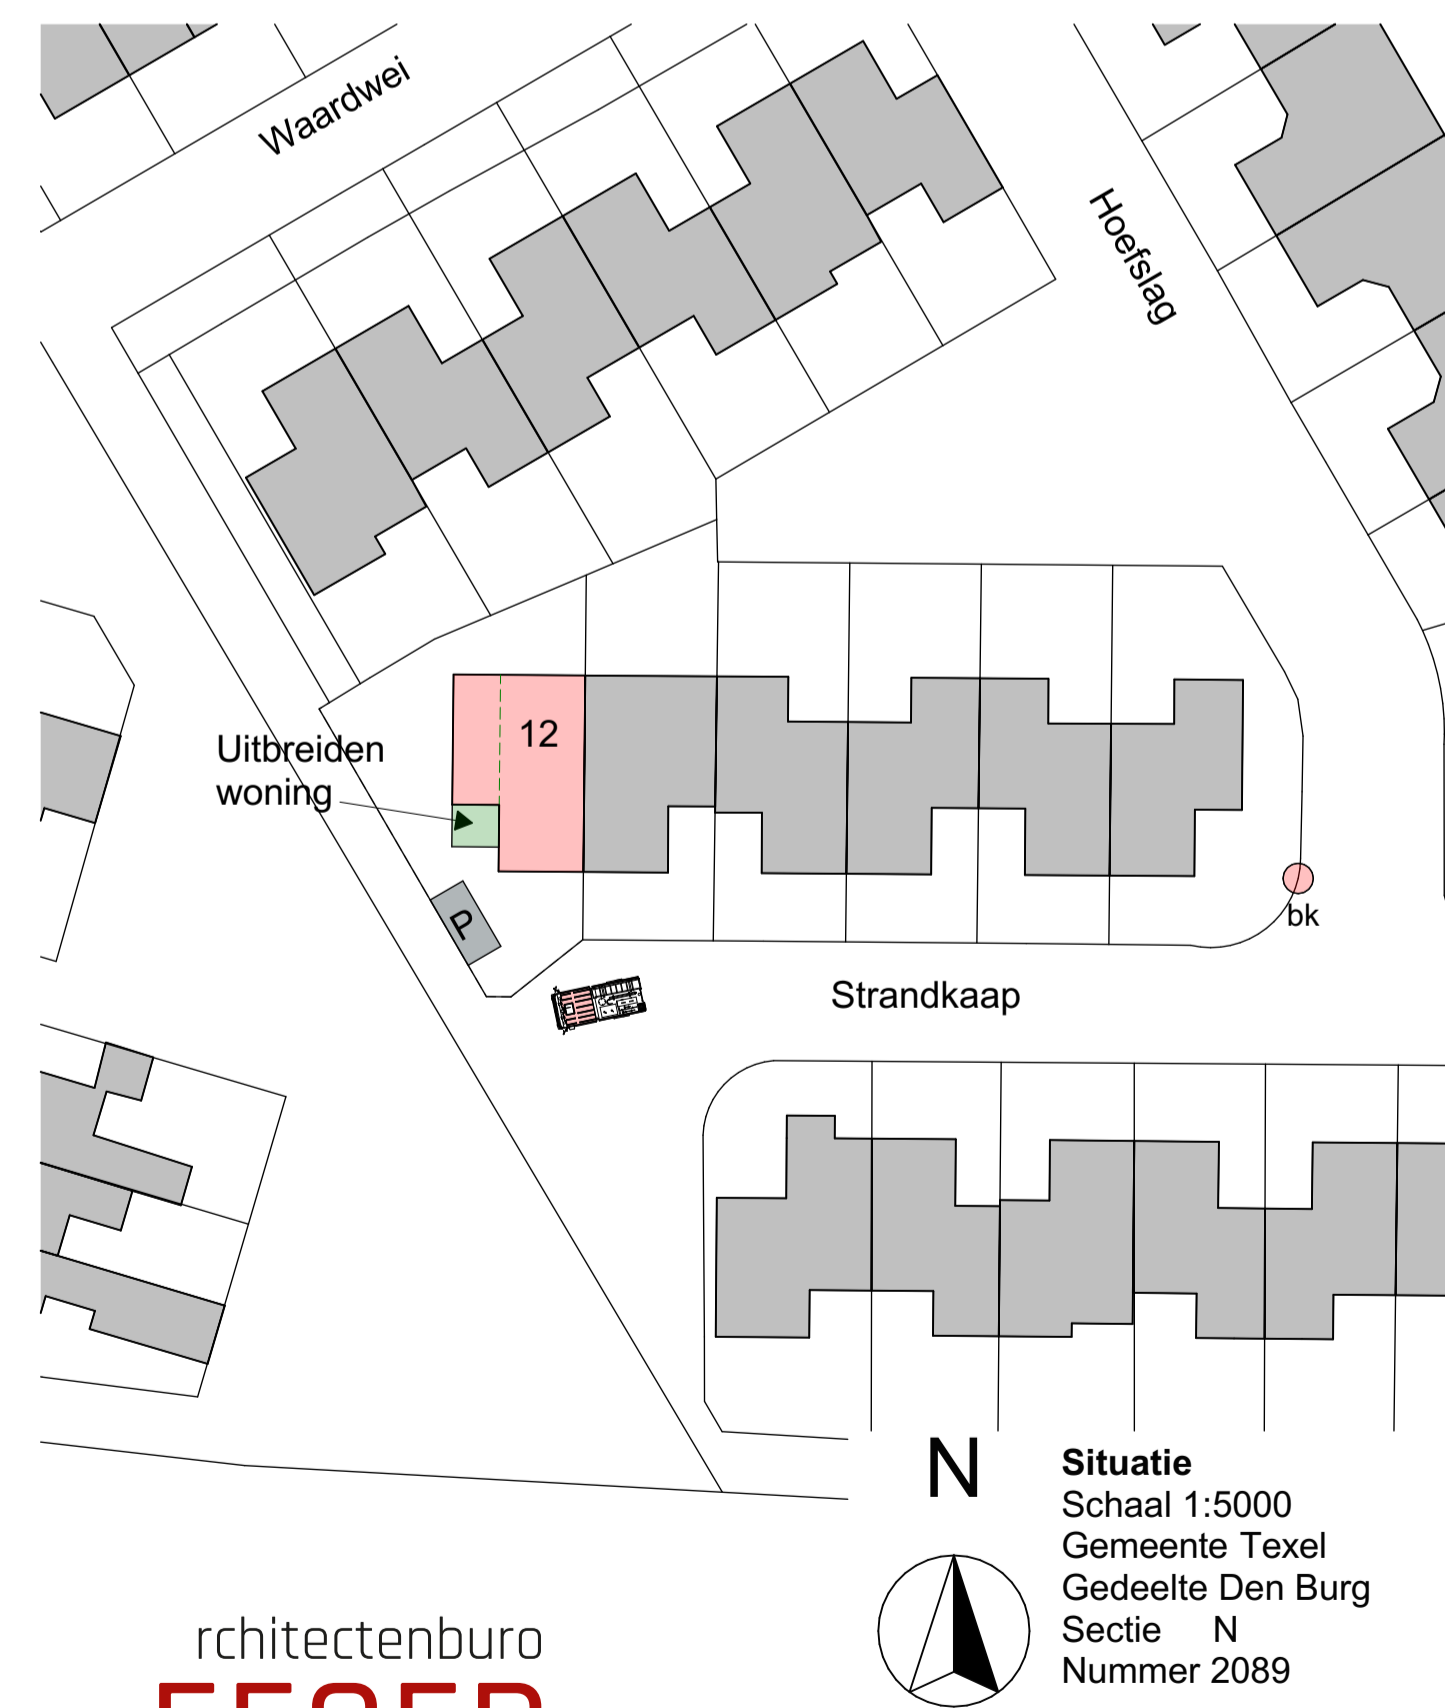 Waardwei
Hoefslag
12
Uitbreiden
woning
P
bk
Strandkaap
N
Situatie
Schaal 1:5000
Gemeente Texel
Gedeelte Den Burg
Sectie N
Nummer 2089
rchitectenburo